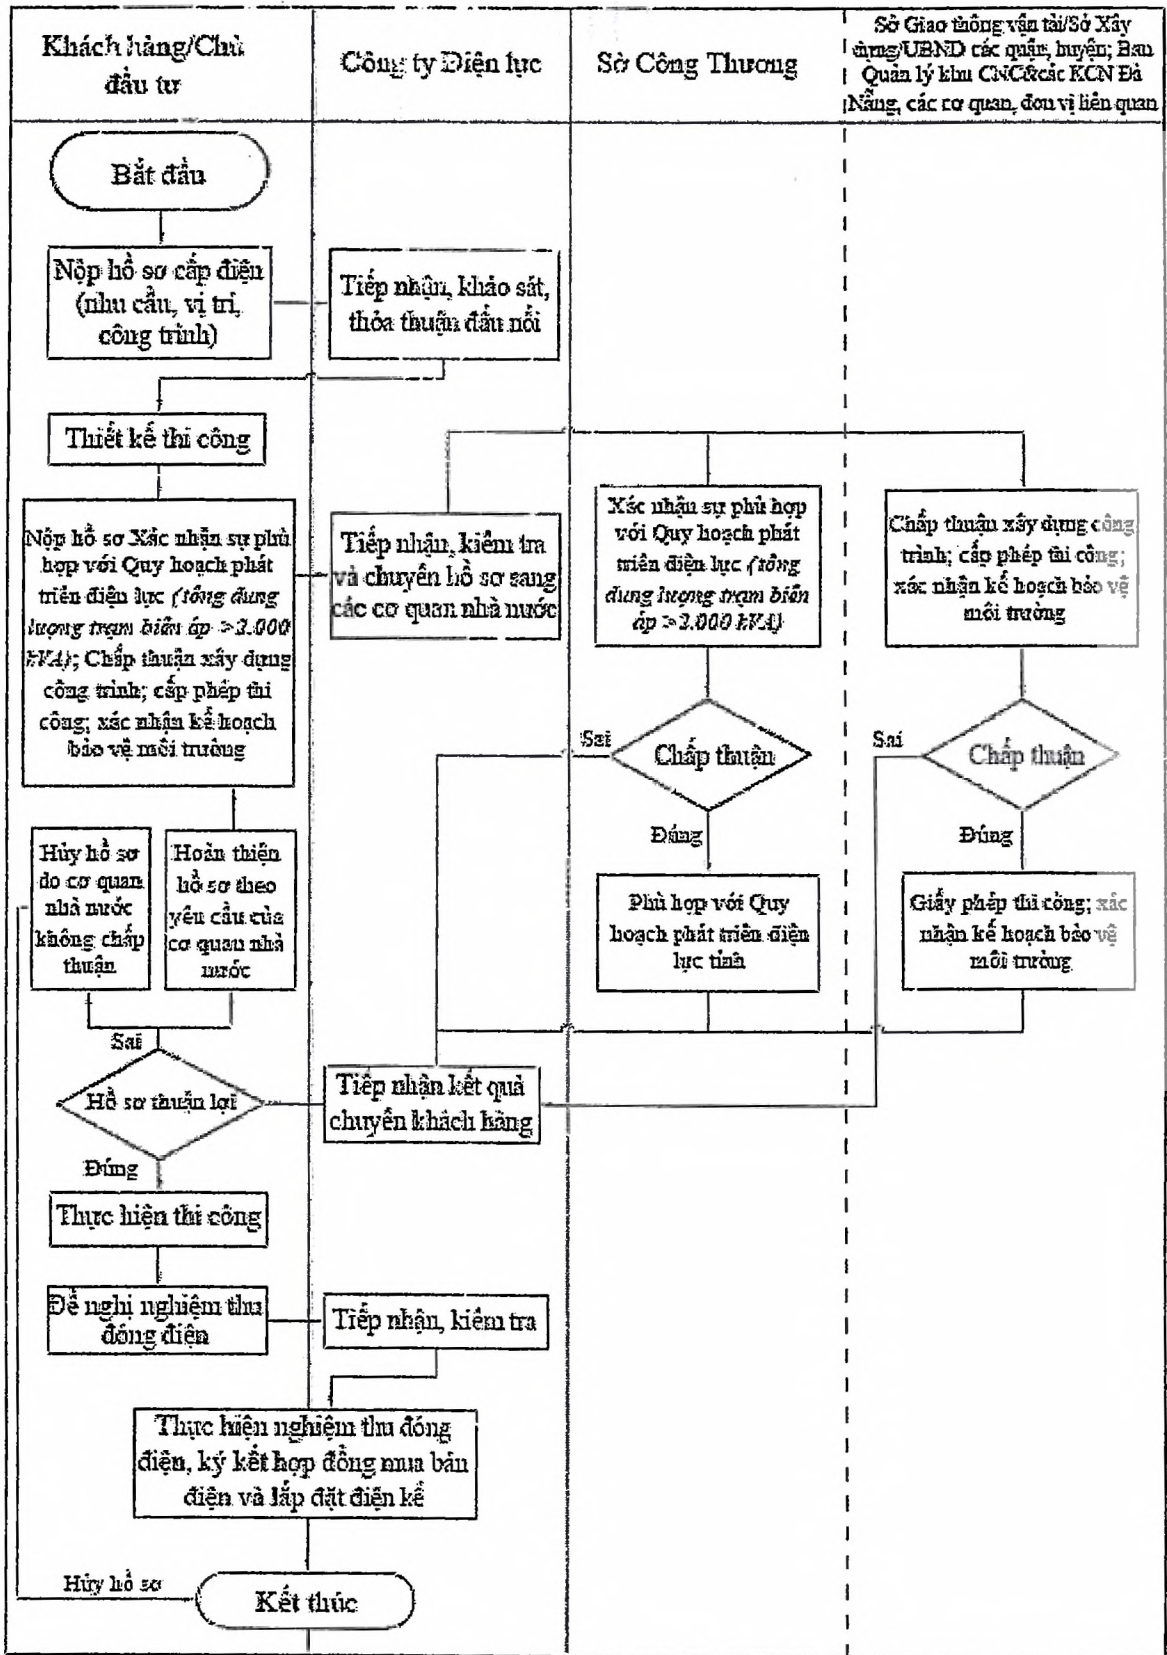 Khách hàng/Chủ
đầu tư
Công ty Điện lực
Sở Công Thương
Sở Giao thông vận tải/Sở Xây
dựng/UBND các quận, huyện; Ban
Quản lý khu CNC&các KCN Đà
Nẵng, các cơ quan, đơn vị liên quan
Bắt đầu
Nộp hồ sơ cấp điện
(nhu cầu, vị trí,
công trình)
Tiếp nhận, khảo sát,
thỏa thuận đấu nối
Thiết kế thi công
Nộp hồ sơ Xác nhận sự phù
hợp với Quy hoạch phát
triển điện lực (tổng dung
lượng trạm biến áp >2.000
kVA); Chấp thuận xây dựng
công trình; cấp phép thi
công; xác nhận kế hoạch
bảo vệ môi trường
Tiếp nhận, kiểm tra
và chuyển hồ sơ sang
các cơ quan nhà nước
Xác nhận sự phù hợp
với Quy hoạch phát
triển điện lực (tổng
dung lượng trạm biến
áp >2.000 kVA)
Chấp thuận xây dựng công
trình; cấp phép thi công;
xác nhận kế hoạch bảo vệ
môi trường
Sai
Chấp thuận
Sai
Chấp thuận
Đúng
Đúng
Hủy hồ sơ
do cơ quan
nhà nước
không chấp
thuận
Hoàn thiện
hồ sơ theo
yêu cầu của
cơ quan nhà
nước
Phù hợp với Quy
hoạch phát triển điện
lực tỉnh
Giấy phép thi công; xác
nhận kế hoạch bảo vệ
môi trường
Sai
Hồ sơ thuận lợi
Tiếp nhận kết quả
chuyển khách hàng
Đúng
Thực hiện thi công
Đề nghị nghiệm thu
đóng điện
Tiếp nhận, kiểm tra
Thực hiện nghiệm thu đóng
điện, ký kết hợp đồng mua bán
điện và lắp đặt điện kế
Hủy hồ sơ
Kết thúc